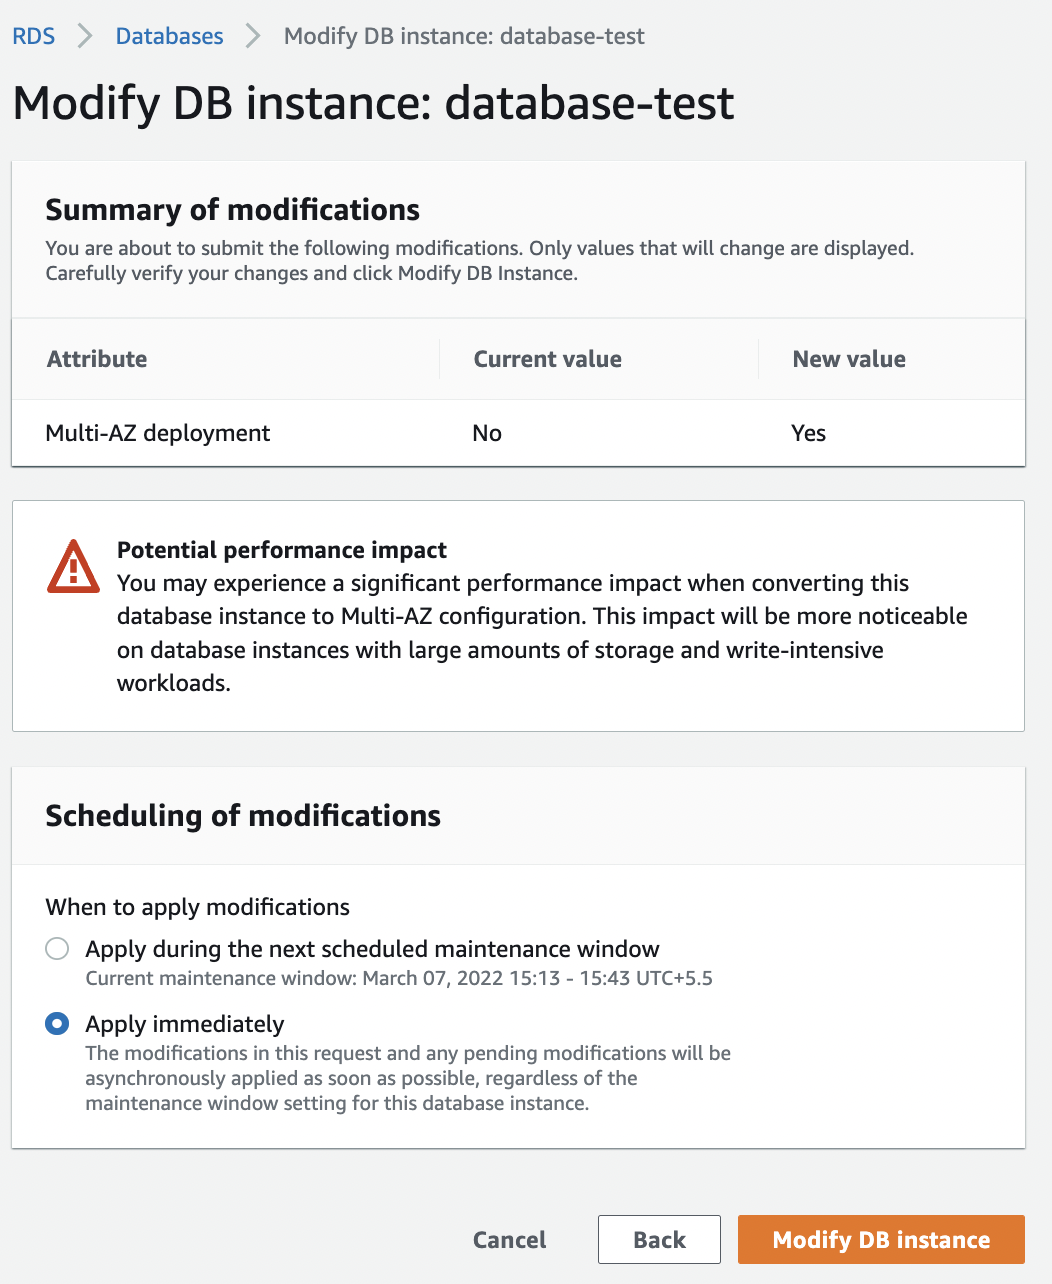 RDS > Databases > Modify DB instance: database-test
Modify DB instance: database-test
Summary of modifications
You are about to submit the following modifications. Only values that will change are displayed.
Carefully verify your changes and click Modify DB Instance.
Attribute Current value New value
Multi-AZ deployment No Yes
Potential performance impact
You may experience a significant performance impact when converting this
database instance to Multi-AZ configuration. This impact will be more noticeable
on database instances with large amounts of storage and write-intensive
workloads.
Scheduling of modifications
When to apply modifications
Apply during the next scheduled maintenance window
Current maintenance window: March 07, 2022 15:13 - 15:43 UTC+5.5
Apply immediately
The modifications in this request and any pending modifications will be
asynchronously applied as soon as possible, regardless of the
maintenance window setting for this database instance.
Cancel Back Modify DB instance